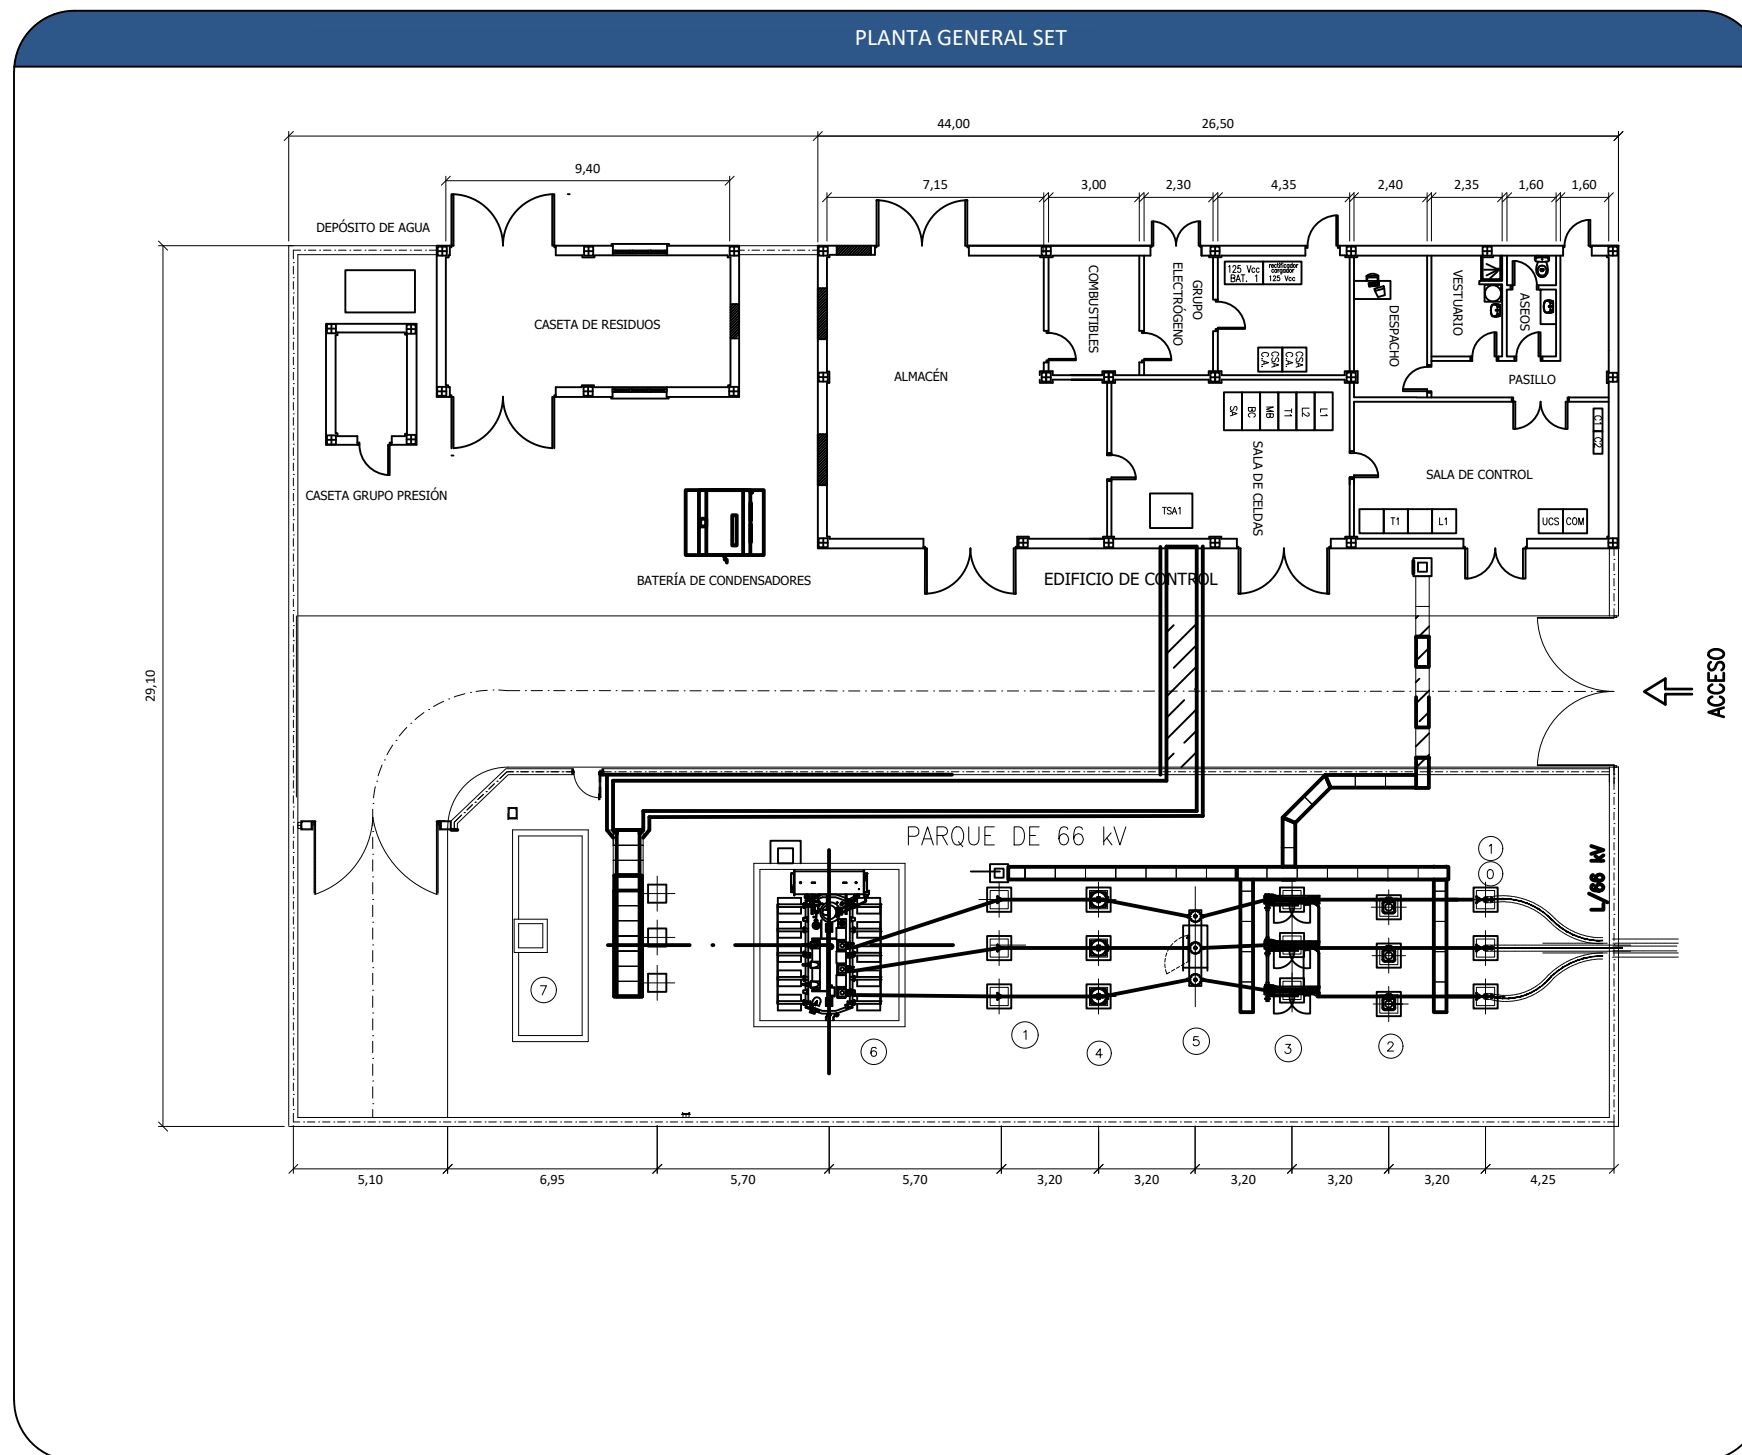 PLANTA GENERAL SET
44,00
26,50
9,40
7,15
3,00
2,30
4,35
2,40
2,35
1,60
1,60
DEPÓSITO DE AGUA
CASETA DE RESIDUOS
CASETA GRUPO PRESIÓN
BATERÍA DE CONDENSADORES
ALMACÉN
COMBUSTIBLES
GRUPO
ELECTRÓGENO
125 Vcc
BAT. 1
rectificador
cargador
125 Vcc
CSA
C.A.
CSA
C.A.
DESPACHO
VESTUARIO
ASEOS
PASILLO
SA
BC
MB
T1
L2
L1
SALA DE CELDAS
TSA1
C1
C2
SALA DE CONTROL
T1
L1
UCS
COM
EDIFICIO DE CONTROL
29,10
ACCESO
PARQUE DE 66 kV
L/66 kV
1
0
7
6
1
4
5
3
2
5,10
6,95
5,70
5,70
3,20
3,20
3,20
3,20
3,20
4,25